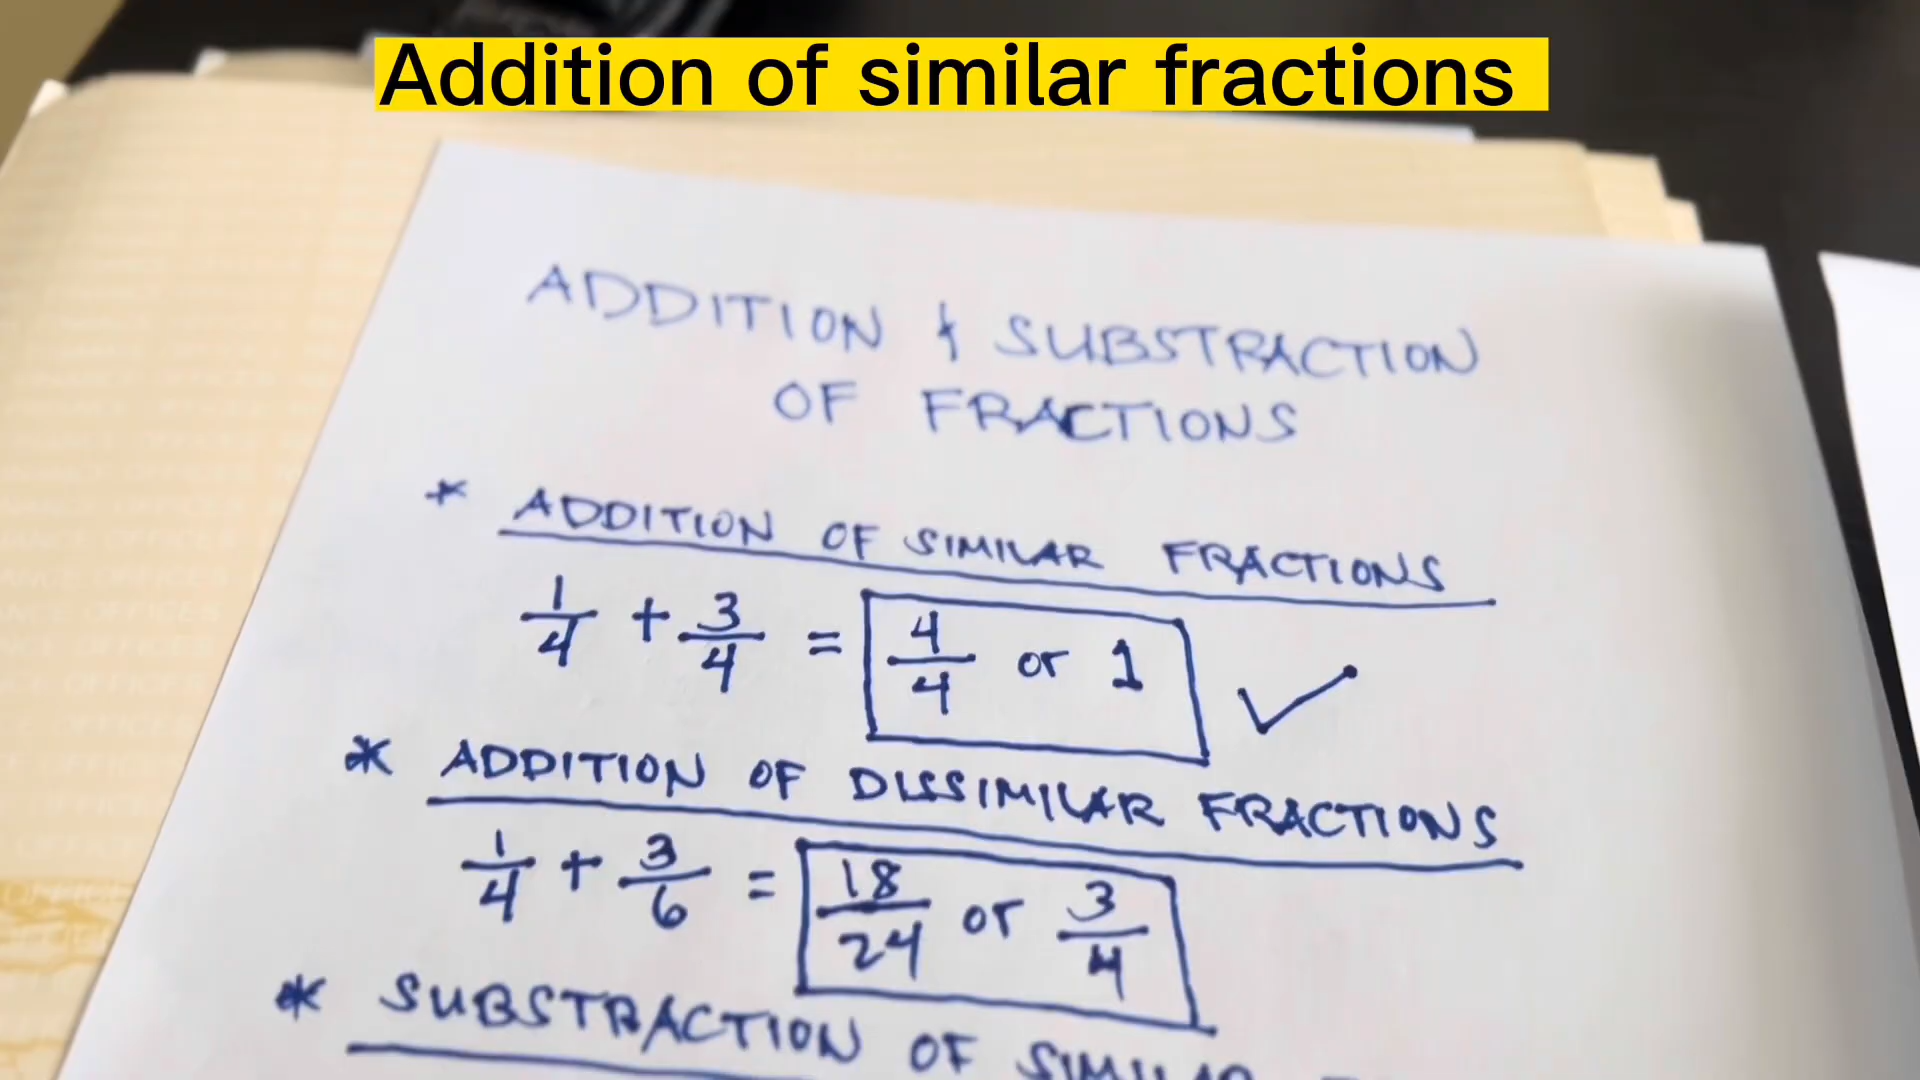 Addition of similar fractions
ADDITION & SUBSTRACTION
OF FRACTIONS
* ADDITION OF SIMILAR FRACTIONS
1/4 + 3/4 = 4/4 or 1 ✓
* ADDITION OF DISSIMILAR FRACTIONS
1/4 + 3/6 = 18/24 or 3/4
* SUBSTRACTION OF SIMILAR